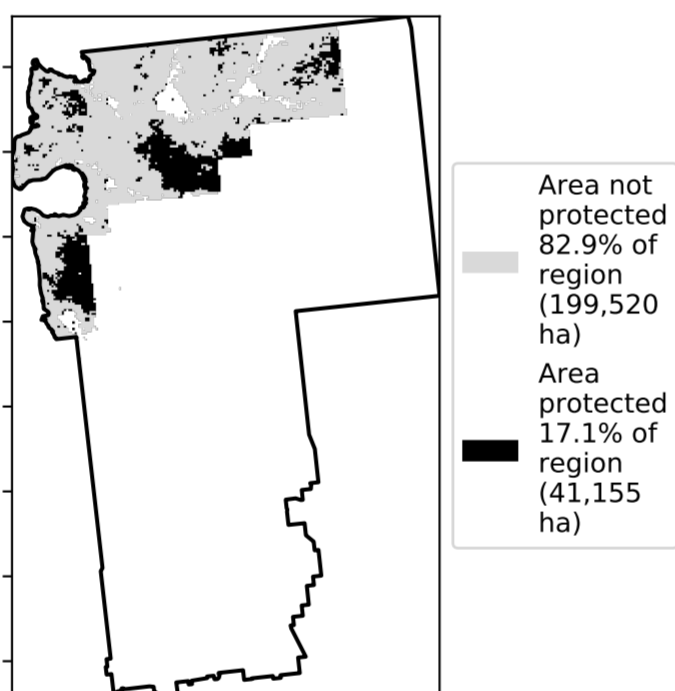 Area not
protected
82.9% of
region
(199,520
ha)
Area
protected
17.1% of
region
(41,155
ha)